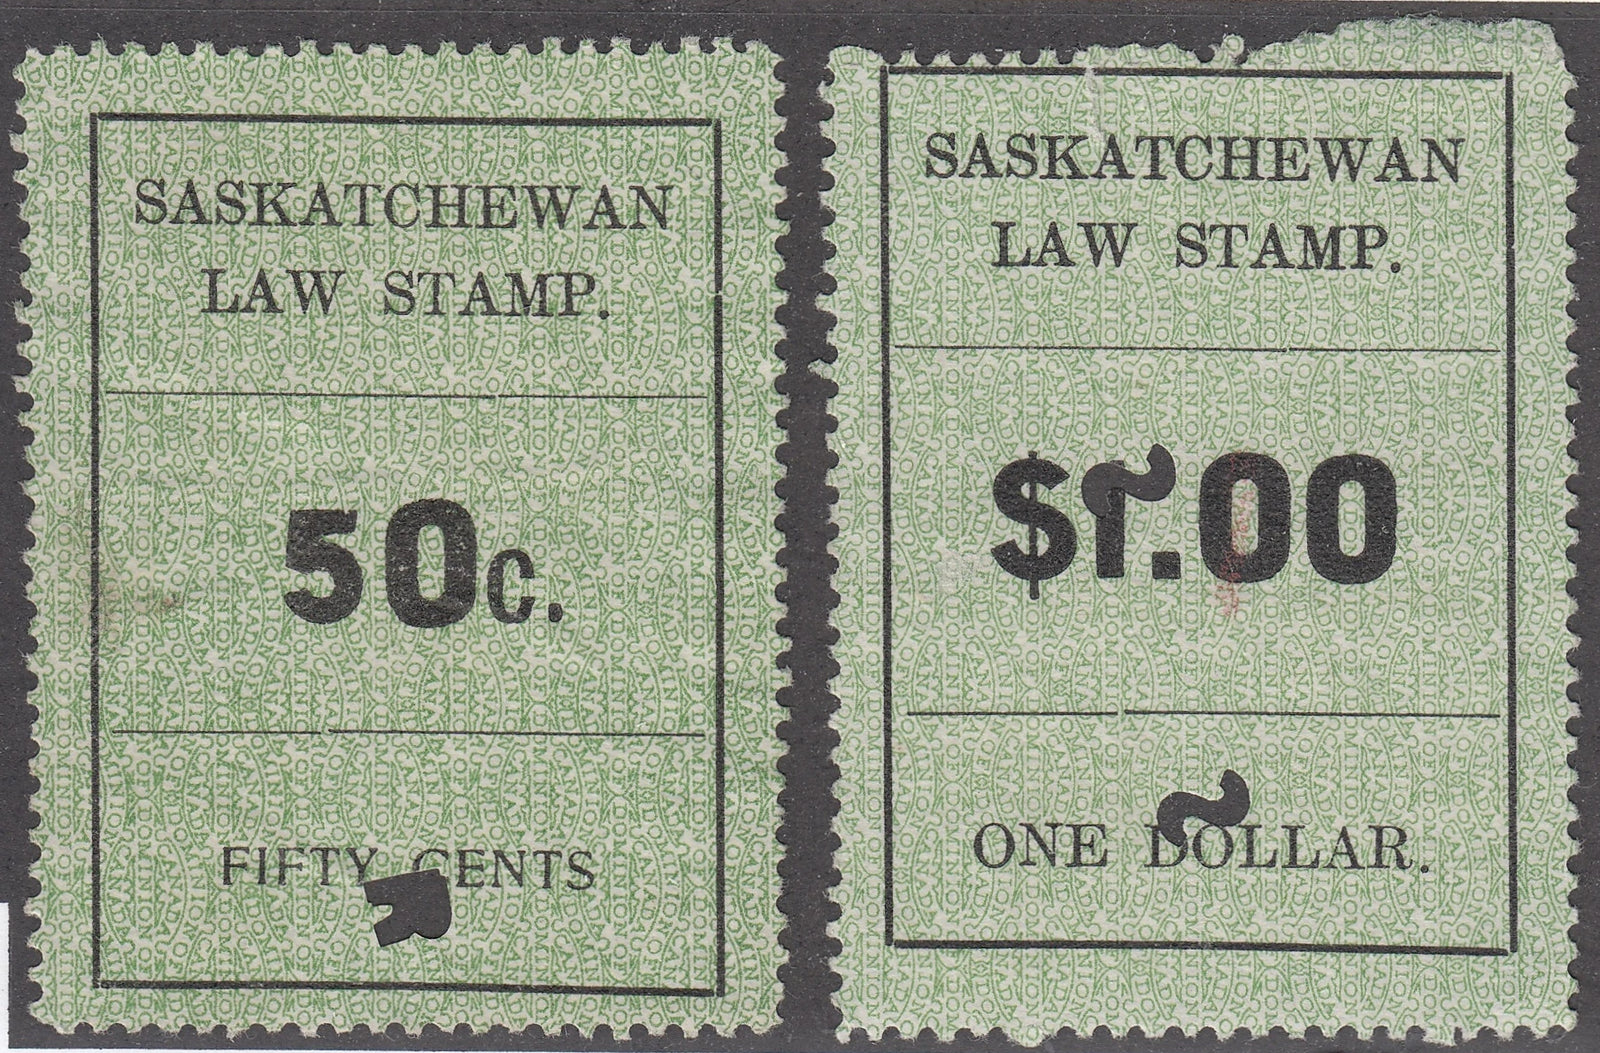 SASKATCHEWAN
LAW STAMP.
50c.
FIFTY CENTS
SASKATCHEWAN
LAW STAMP.
$1.00
ONE DOLLAR.